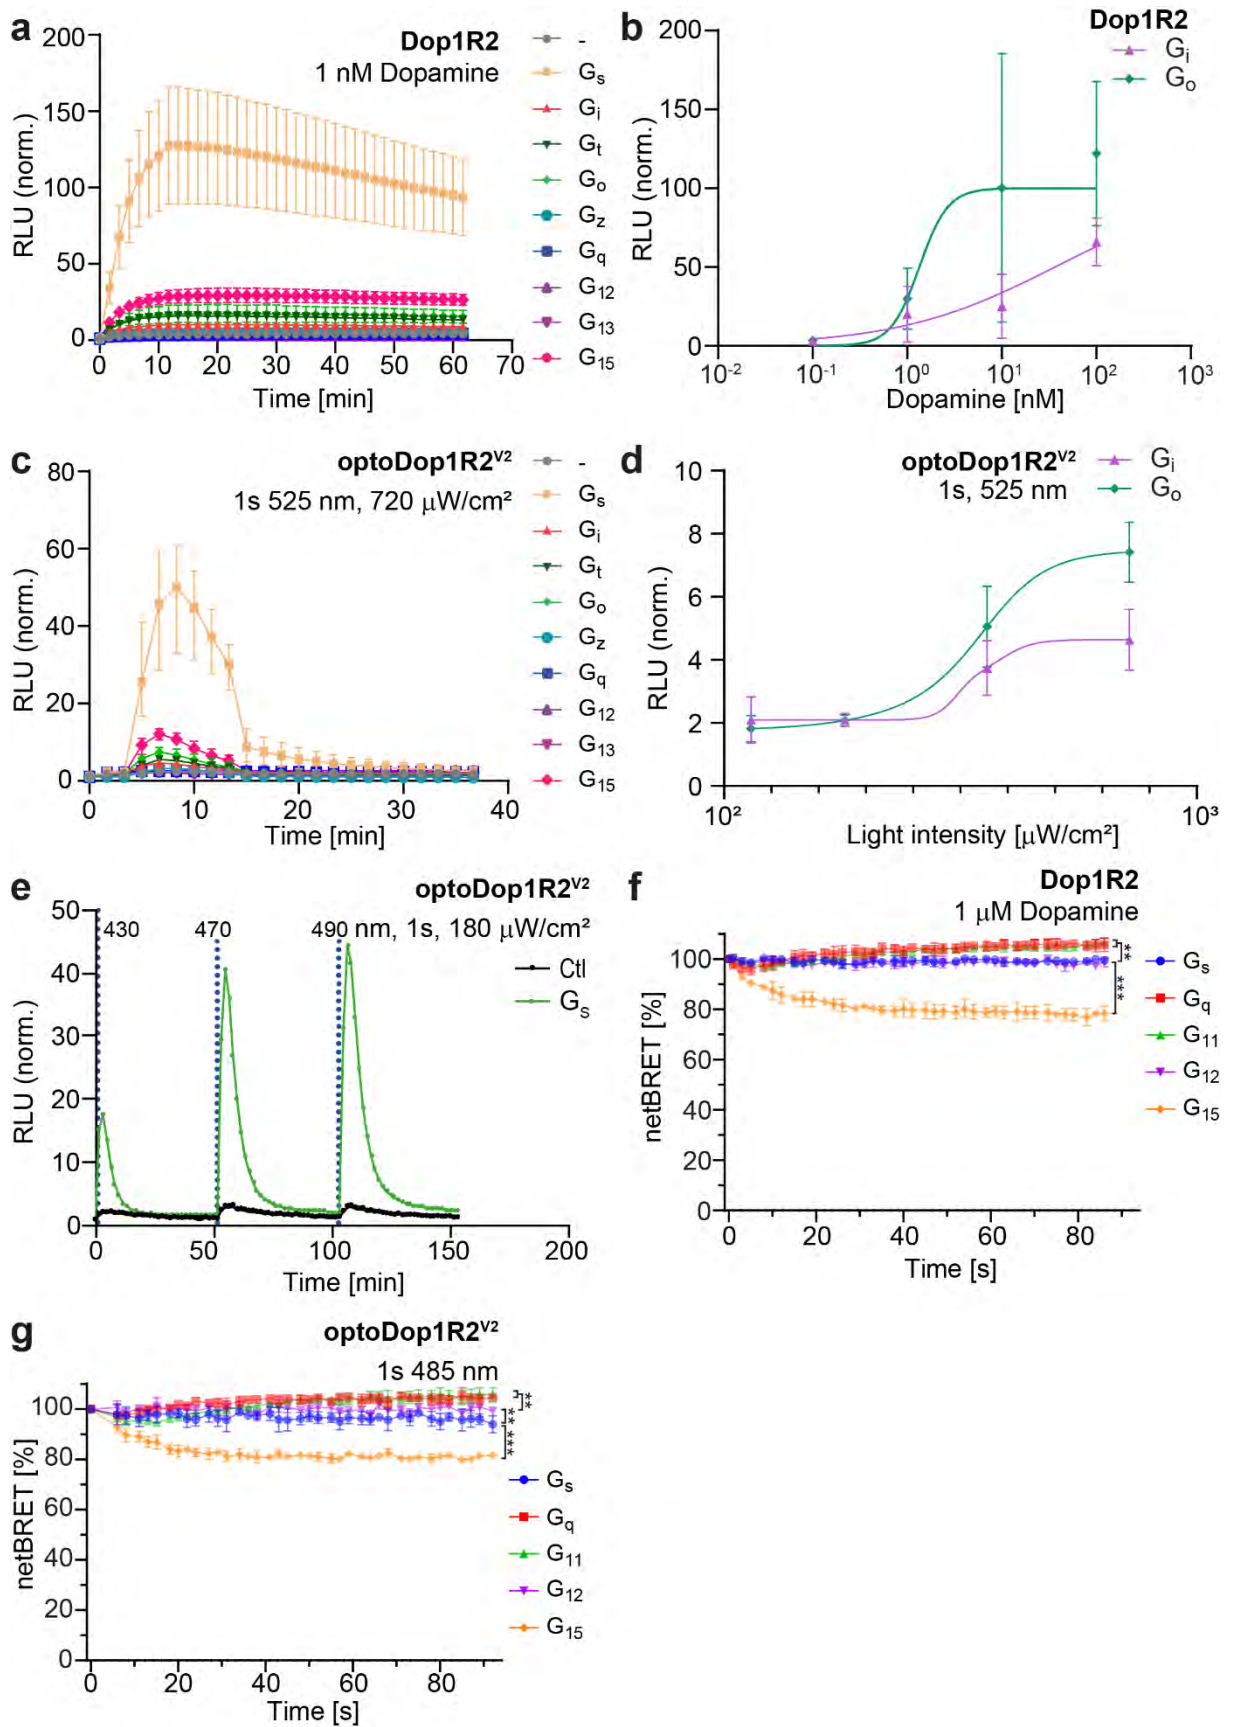 a
Dop1R2
1 nM Dopamine
RLU (norm.)
200
150
100
50
0
0 10 20 30 40 50 60 70
Time [min]
-
Gs
Gi
Gt
Go
Gz
Gq
G12
G13
G15
b
Dop1R2
Gi
Go
RLU (norm.)
200
150
100
50
0
10-2 10-1 100 101 102 103
Dopamine [nM]
c
optoDop1R2V2
1s 525 nm, 720 µW/cm²
RLU (norm.)
80
60
40
20
0
0 10 20 30 40
Time [min]
-
Gs
Gi
Gt
Go
Gz
Gq
G12
G13
G15
d
optoDop1R2V2
1s, 525 nm
Gi
Go
RLU (norm.)
10
8
6
4
2
0
10² 10³
Light intensity [µW/cm²]
e
optoDop1R2V2
430 470 490 nm, 1s, 180 µW/cm²
Ctl
Gs
RLU (norm.)
50
40
30
20
10
0
0 50 100 150 200
Time [min]
f
Dop1R2
1 µM Dopamine
netBRET [%]
100
80
60
40
20
0
0 20 40 60 80
Time [s]
**
***
Gs
Gq
G11
G12
G15
g
optoDop1R2V2
1s 485 nm
netBRET [%]
100
80
60
40
20
0
0 20 40 60 80
Time [s]
**
**
***
Gs
Gq
G11
G12
G15